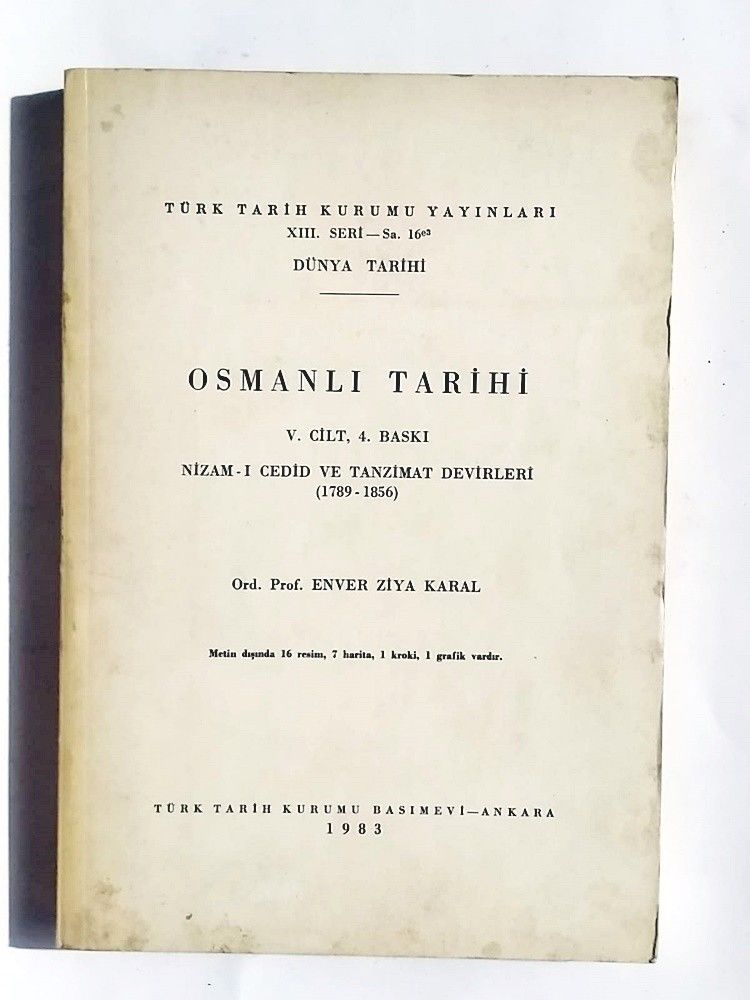 TÜRK TARİH KURUMU YAYINLARI
XIII. SERİ — Sa. 16ᵉ³
DÜNYA TARİHİ
OSMANLI TARİHİ
V. CİLT, 4. BASKI
NİZAM-I CEDİD VE TANZİMAT DEVİRLERİ
(1789-1856)
Ord. Prof. ENVER ZİYA KARAL
Metin dışında 16 resim, 7 harita, 1 kroki, 1 grafik vardır.
TÜRK TARİH KURUMU BASIMEVİ—ANKARA
1983